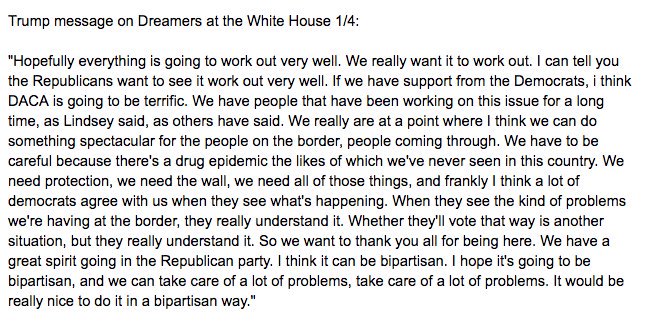 Trump message on Dreamers at the White House 1/4:
"Hopefully everything is going to work out very well. We really want it to work out. I can tell you
the Republicans want to see it work out very well. If we have support from the Democrats, i think
DACA is going to be terrific. We have people that have been working on this issue for a long
time, as Lindsey said, as others have said. We really are at a point where I think we can do
something spectacular for the people on the border, people coming through. We have to be
careful because there's a drug epidemic the likes of which we've never seen in this country. We
need protection, we need the wall, we need all of those things, and frankly I think a lot of
democrats agree with us when they see what's happening. When they see the kind of problems
we're having at the border, they really understand it. Whether they'll vote that way is another
situation, but they really understand it. So we want to thank you all for being here. We have a
great spirit going in the Republican party. I think it can be bipartisan. I hope it's going to be
bipartisan, and we can take care of a lot of problems, take care of a lot of problems. It would be
really nice to do it in a bipartisan way."